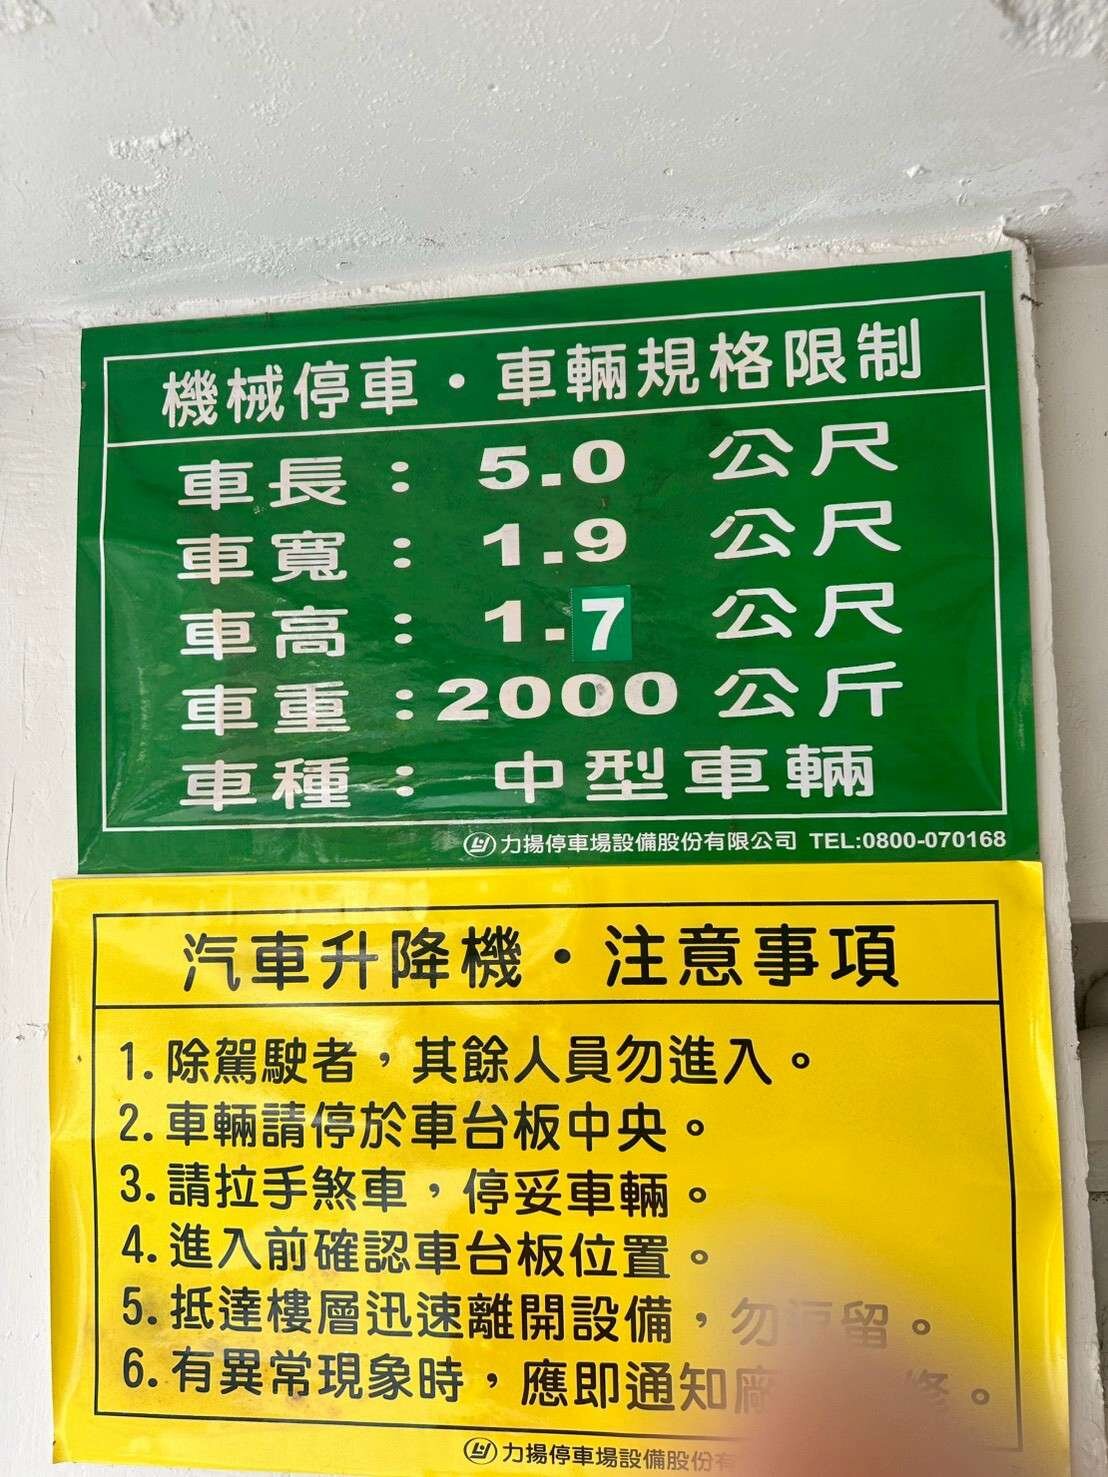 機械停車・車輛規格限制
車長：5.0 公尺
車寬：1.9 公尺
車高：1.7 公尺
車重：2000 公斤
車種：中型車輛
力揚停車場設備股份有限公司 TEL:0800-070168
汽車升降機・注意事項
1. 除駕駛者，其餘人員勿進入。
2. 車輛請停於車台板中央。
3. 請拉手煞車，停妥車輛。
4. 進入前確認車台板位置。
5. 抵達樓層迅速離開設備，勿逗留。
6. 有異常現象時，應即通知廠 修。
力揚停車場設備股份有